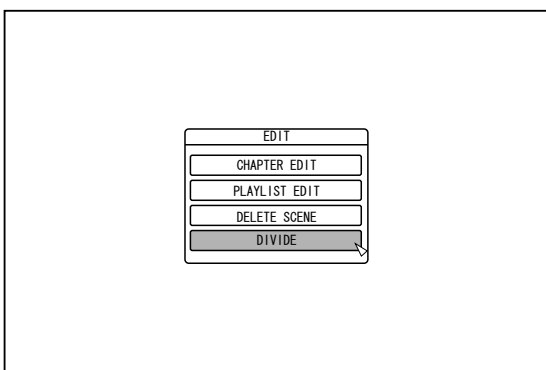 EDIT
CHAPTER EDIT
PLAYLIST EDIT
DELETE SCENE
DIVIDE